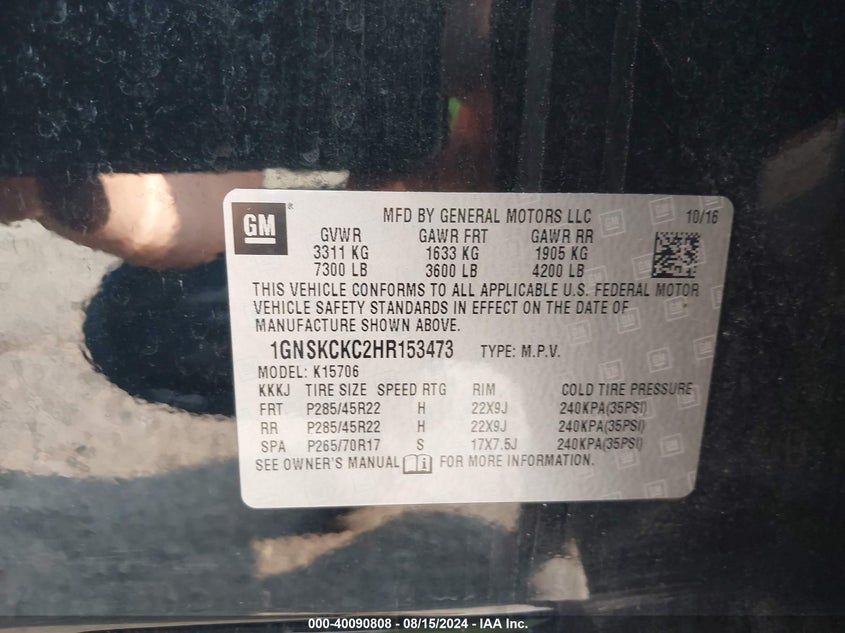 GM ®
MFD BY GENERAL MOTORS LLC 10/16
GVWR GAWR FRT GAWR RR
3311 KG 1633 KG 1905 KG
7300 LB 3600 LB 4200 LB
THIS VEHICLE CONFORMS TO ALL APPLICABLE U.S. FEDERAL MOTOR
VEHICLE SAFETY STANDARDS IN EFFECT ON THE DATE OF
MANUFACTURE SHOWN ABOVE.
1GNSKCKC2HR153473 TYPE: M.P.V.
MODEL: K15706
KKKJ TIRE SIZE SPEED RTG RIM COLD TIRE PRESSURE
FRT P285/45R22 H 22X9J 240KPA(35PSI)
RR P285/45R22 H 22X9J 240KPA(35PSI)
SPA P265/70R17 S 17X7.5J 240KPA(35PSI)
SEE OWNER'S MANUAL FOR MORE INFORMATION.
000-40090808 - 08/15/2024 - IAA Inc.